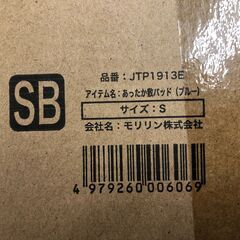 SB
品番：JTP1913E
アイテム名：あったか敷パッド（ブルー）
サイズ：S
会社名：モリリン株式会社
4 979260 006069